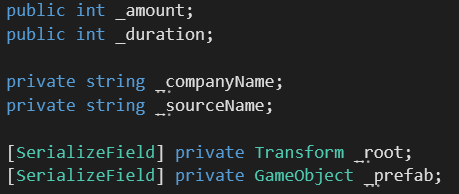 public int _amount;
public int _duration;
private string _companyName;
private string _sourceName;
[SerializeField] private Transform _root;
[SerializeField] private GameObject _prefab;